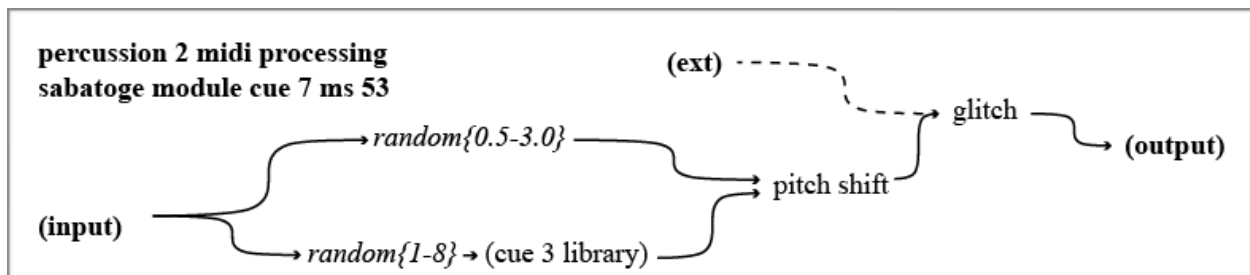 percussion 2 midi processing
sabatoge module cue 7 ms 53
(ext)
glitch
random{0.5-3.0}
(output)
pitch shift
(input)
random{1-8} → (cue 3 library)